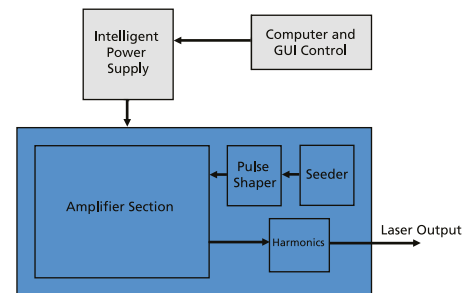 Intelligent
Power
Supply
Computer and
GUI Control
Pulse
Shaper
Seeder
Amplifier Section
Harmonics
Laser Output